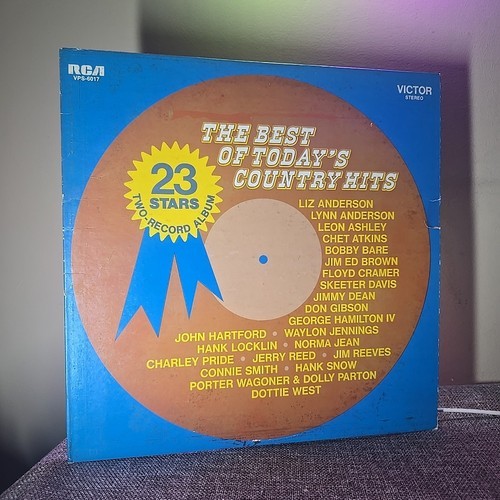 RCA
VPS-6017
VICTOR
STEREO
THE BEST
OF TODAY'S
COUNTRY HITS
23
STARS
TWO-RECORD ALBUM
LIZ ANDERSON
LYNN ANDERSON
LEON ASHLEY
CHET ATKINS
BOBBY BARE
JIM ED BROWN
FLOYD CRAMER
SKEETER DAVIS
JIMMY DEAN
DON GIBSON
GEORGE HAMILTON IV
JOHN HARTFORD • WAYLON JENNINGS
HANK LOCKLIN • NORMA JEAN
CHARLEY PRIDE • JERRY REED • JIM REEVES
CONNIE SMITH • HANK SNOW
PORTER WAGONER & DOLLY PARTON
DOTTIE WEST